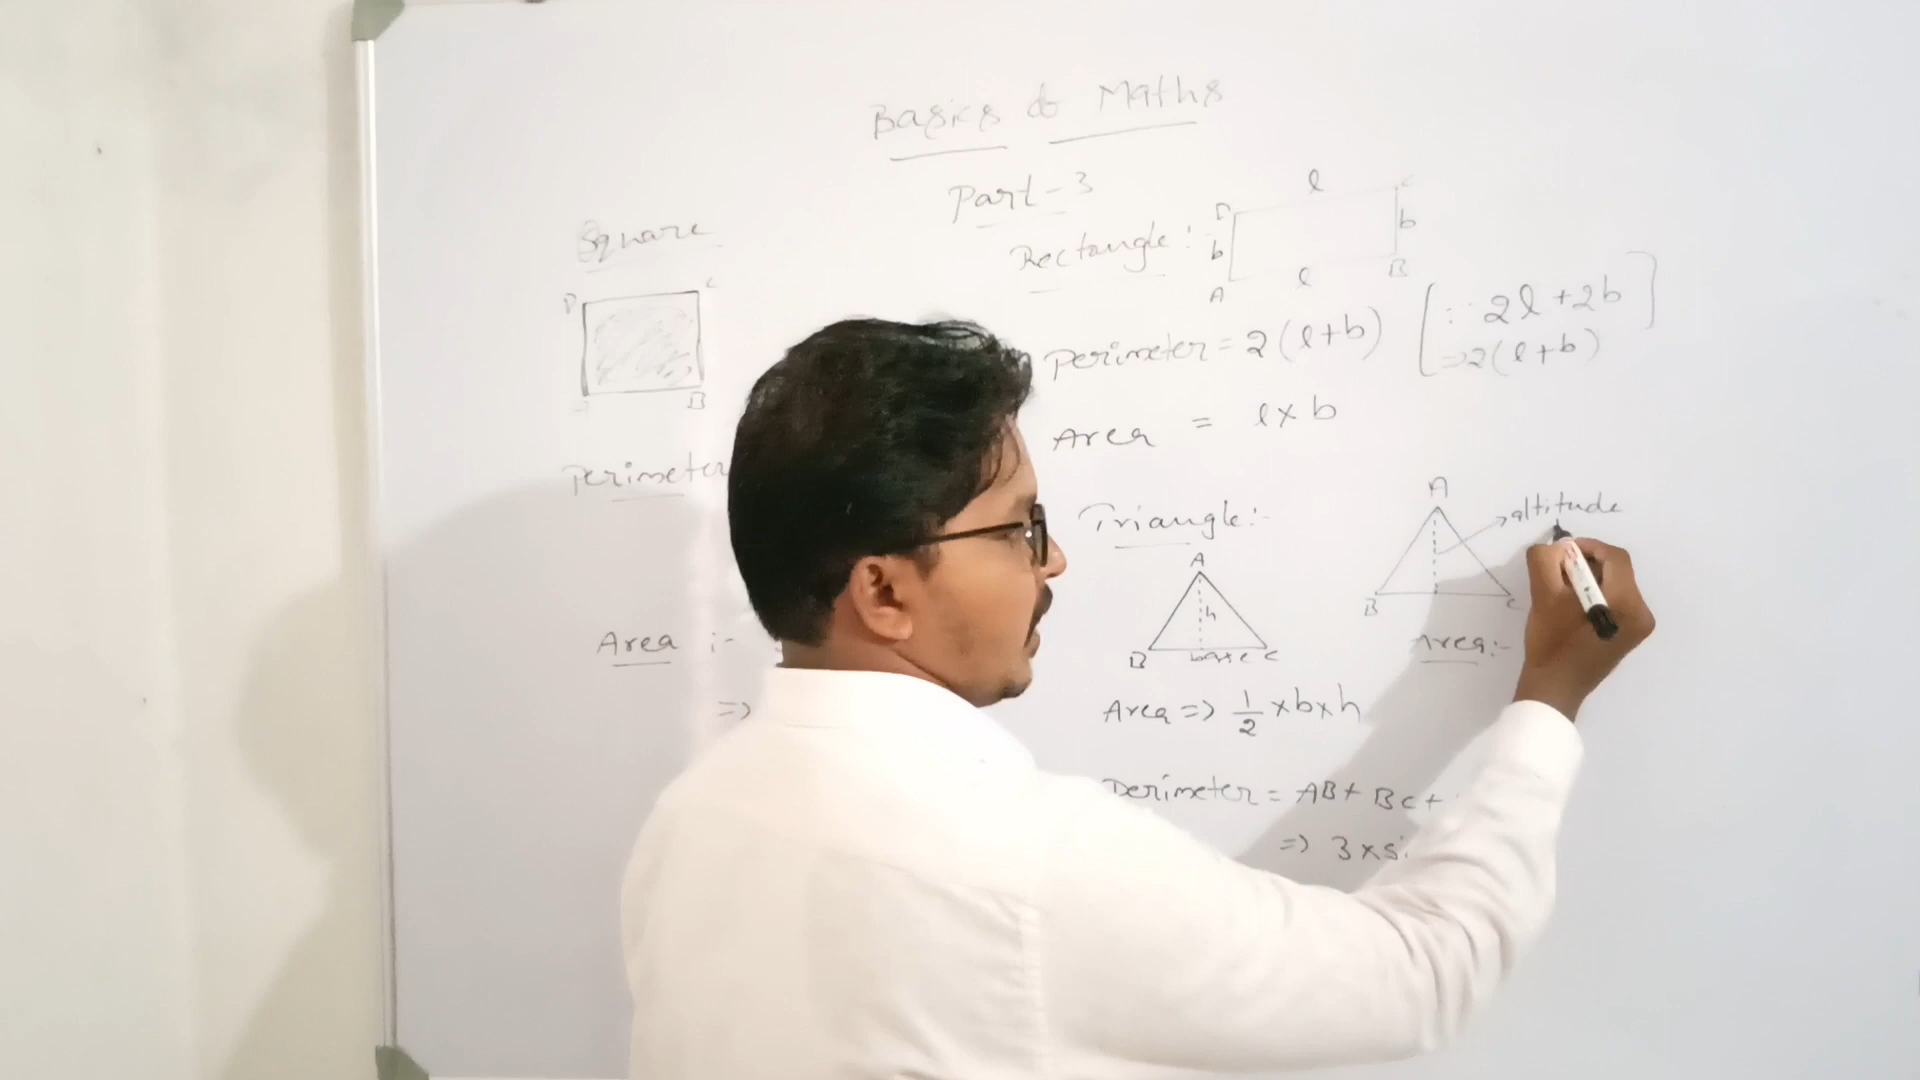 Basics of Maths
Part-3
Square
D C
B
Perimeter
Area :-
=>
Rectangle:
l
D C
b b
l
A B
Perimeter = 2(l+b) [∵ 2l+2b
=>2(l+b)]
Area = l×b
Triangle:-
A
h
B base C
Area => 1/2 ×b×h
Perimeter = AB+ BC+
=> 3×si
A
altitude
B C
Area:-